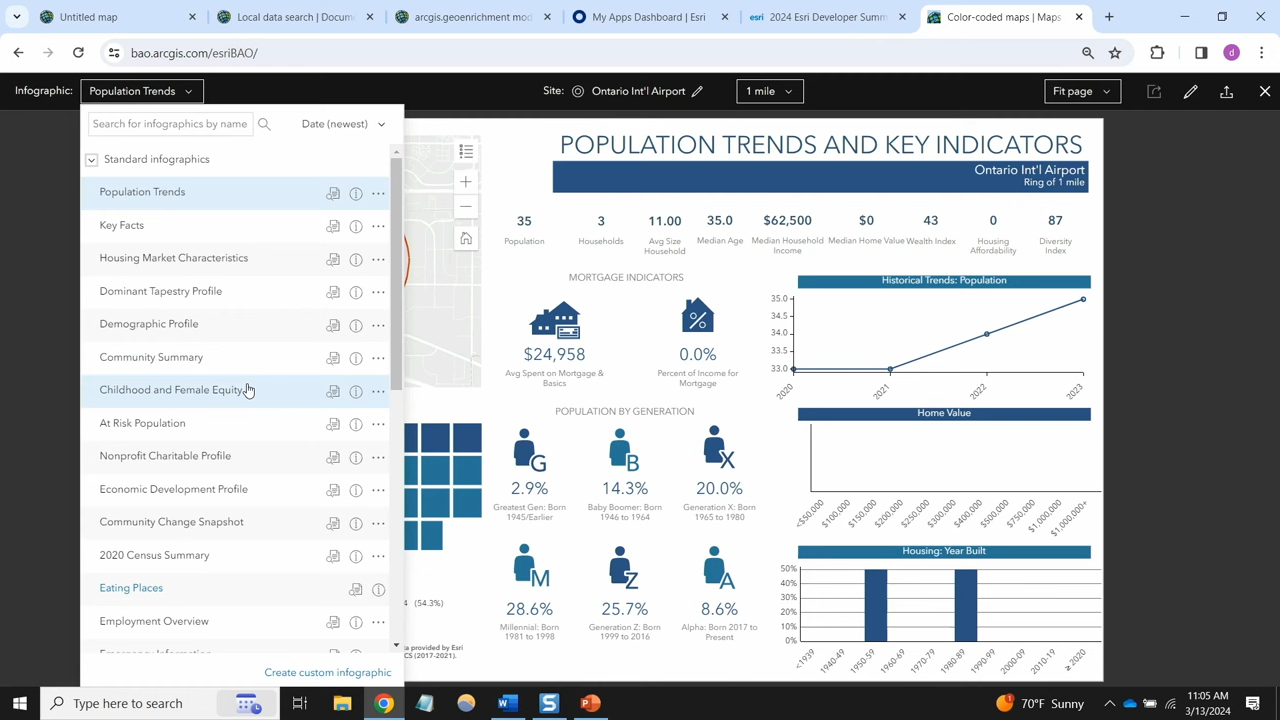 Untitled map
Local data search | Docume
arcgis.geoenrichment mod
My Apps Dashboard | Esri
esri 2024 Esri Developer Summ
Color-coded maps | Maps
bao.arcgis.com/esriBAO/
d
Infographic: Population Trends
Site: Ontario Int'l Airport
1 mile
Fit page
Search for infographics by name
Date (newest)
Standard infographics
Population Trends
Key Facts
Housing Market Characteristics
Dominant Tapestry Profile
Demographic Profile
Community Summary
Childhood and Female Equity
At Risk Population
Nonprofit Charitable Profile
Economic Development Profile
Community Change Snapshot
2020 Census Summary
Eating Places
Employment Overview
Create custom infographic
POPULATION TRENDS AND KEY INDICATORS
Ontario Int'l Airport
Ring of 1 mile
35 3 11.00 35.0 $62,500 $0 43 0 87
Population Households Avg Size Household Median Age Median Household Income Median Home Value Wealth Index Housing Affordability Diversity Index
MORTGAGE INDICATORS
$24,958
Avg Spent on Mortgage &
Basics
0.0%
Percent of Income for
Mortgage
POPULATION BY GENERATION
G
2.9%
Greatest Gen: Born
1945/Earlier
B
14.3%
Baby Boomer: Born
1946 to 1964
X
20.0%
Generation X: Born
1965 to 1980
M
28.6%
Millennial: Born
1981 to 1998
Z
25.7%
Generation Z: Born
1999 to 2016
A
8.6%
Alpha: Born 2017 to
Present
4 (54.3%)
ta provided by Esri
CS (2017-2021).
Historical Trends: Population
35.0
34.5
34.0
33.5
33.0
2020 2021 2022 2023
Home Value
<$50,000 $100,000 $150,000 $200,000 $250,000 $300,000 $400,000 $500,000 $750,000 $1,000,000 $1,000,000+
Housing: Year Built
50%
40%
30%
20%
10%
0%
<1939 1940-49 1950-59 1960-69 1970-79 1980-89 1990-99 2000-09 2010-19 ≥ 2020
Type here to search
1
70°F Sunny
11:05 AM
3/13/2024